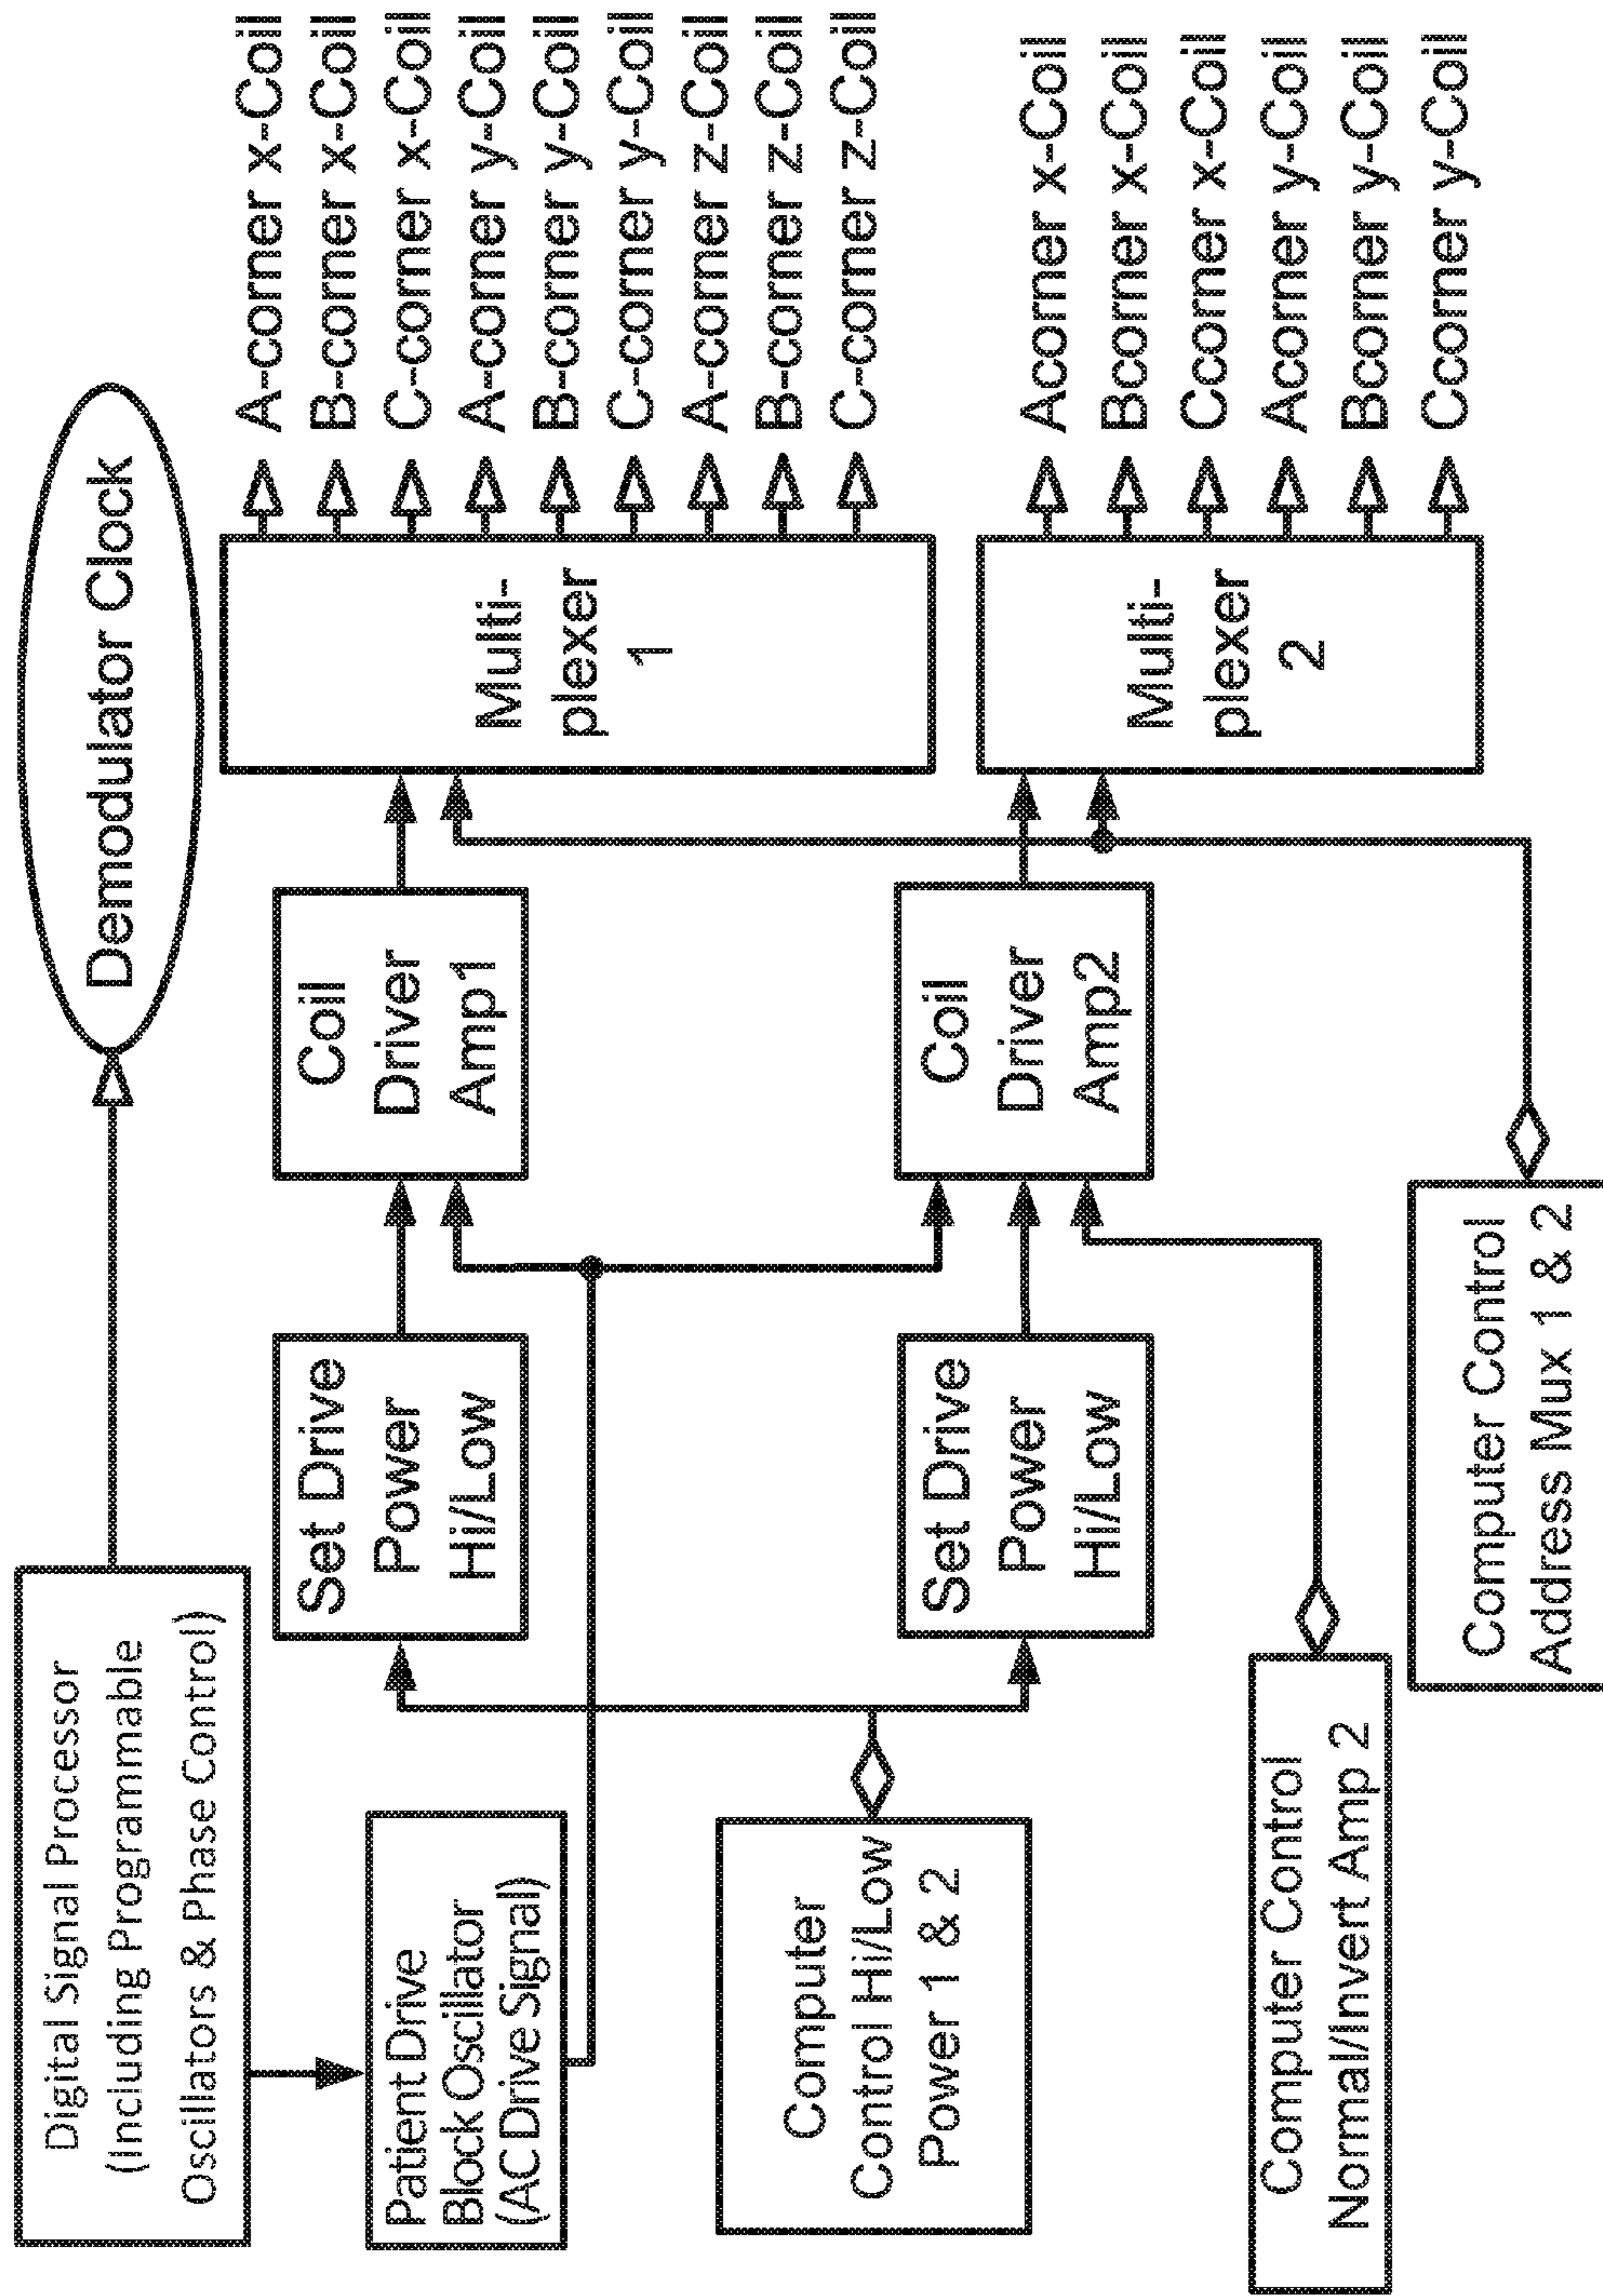 Digital Signal Processor
(Including Programmable
Oscillators & Phase Control)
Demodulator Clock
Patient Drive
Block Oscillator
(AC Drive Signal)
Set Drive
Power
Hi/Low
Coil
Driver
Amp1
Multi-
plexer
1
A-corner x-Coil
B-corner x-Coil
C-corner x-Coil
A-corner y-Coil
B-corner y-Coil
C-corner y-Coil
A-corner z-Coil
B-corner z-Coil
C-corner z-Coil
Computer
Control Hi/Low
Power 1 & 2
Set Drive
Power
Hi/Low
Coil
Driver
Amp2
Multi-
plexer
2
Acorner x-Coil
Bcorner x-Coil
Ccorner x-Coil
Acorner y-Coil
Bcorner y-Coil
Ccorner y-Coil
Computer Control
Normal/Invert Amp 2
Computer Control
Address Mux 1 & 2